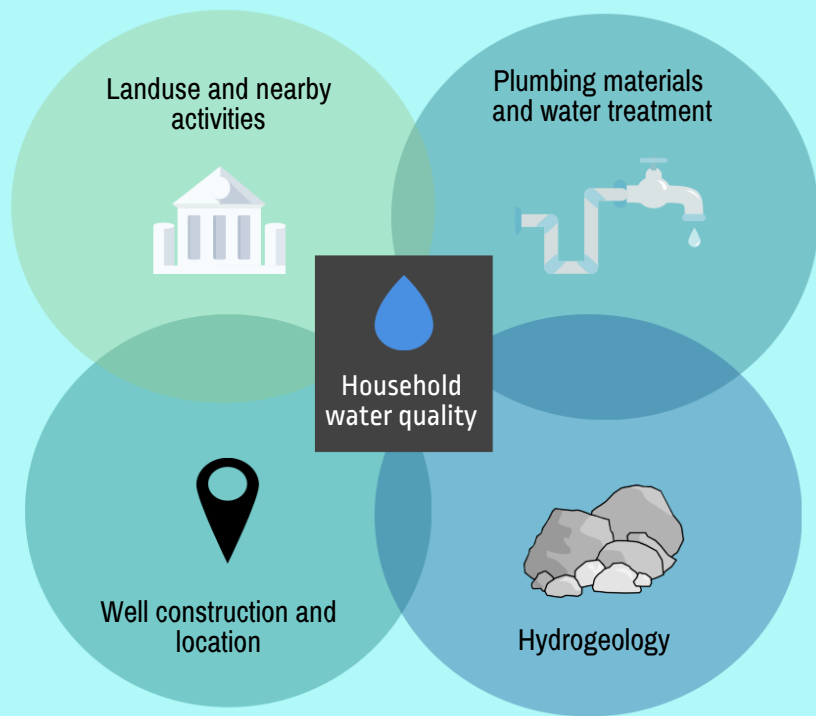 Landuse and nearby
activities
Plumbing materials
and water treatment
Household
water quality
Well construction and
location
Hydrogeology